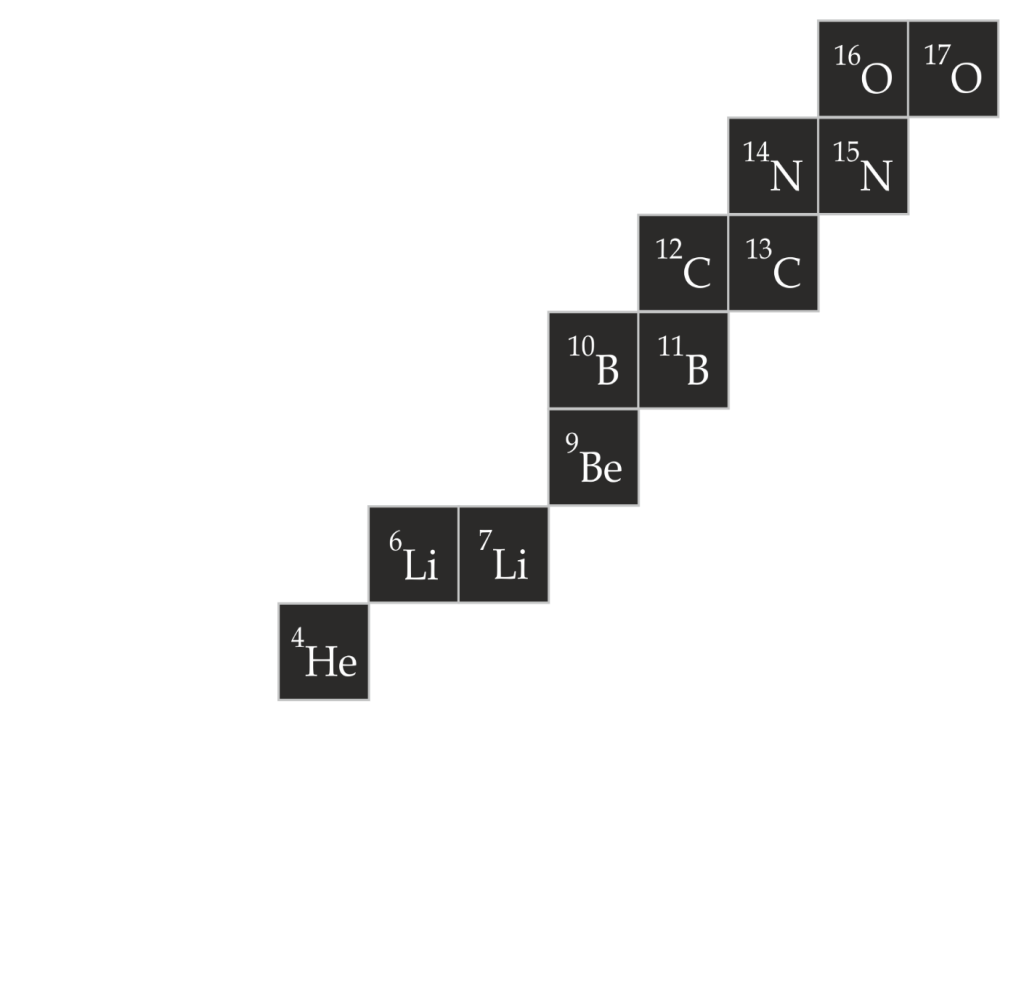 16O 17O
14N 15N
12C 13C
10B 11B
9Be
6Li 7Li
4He